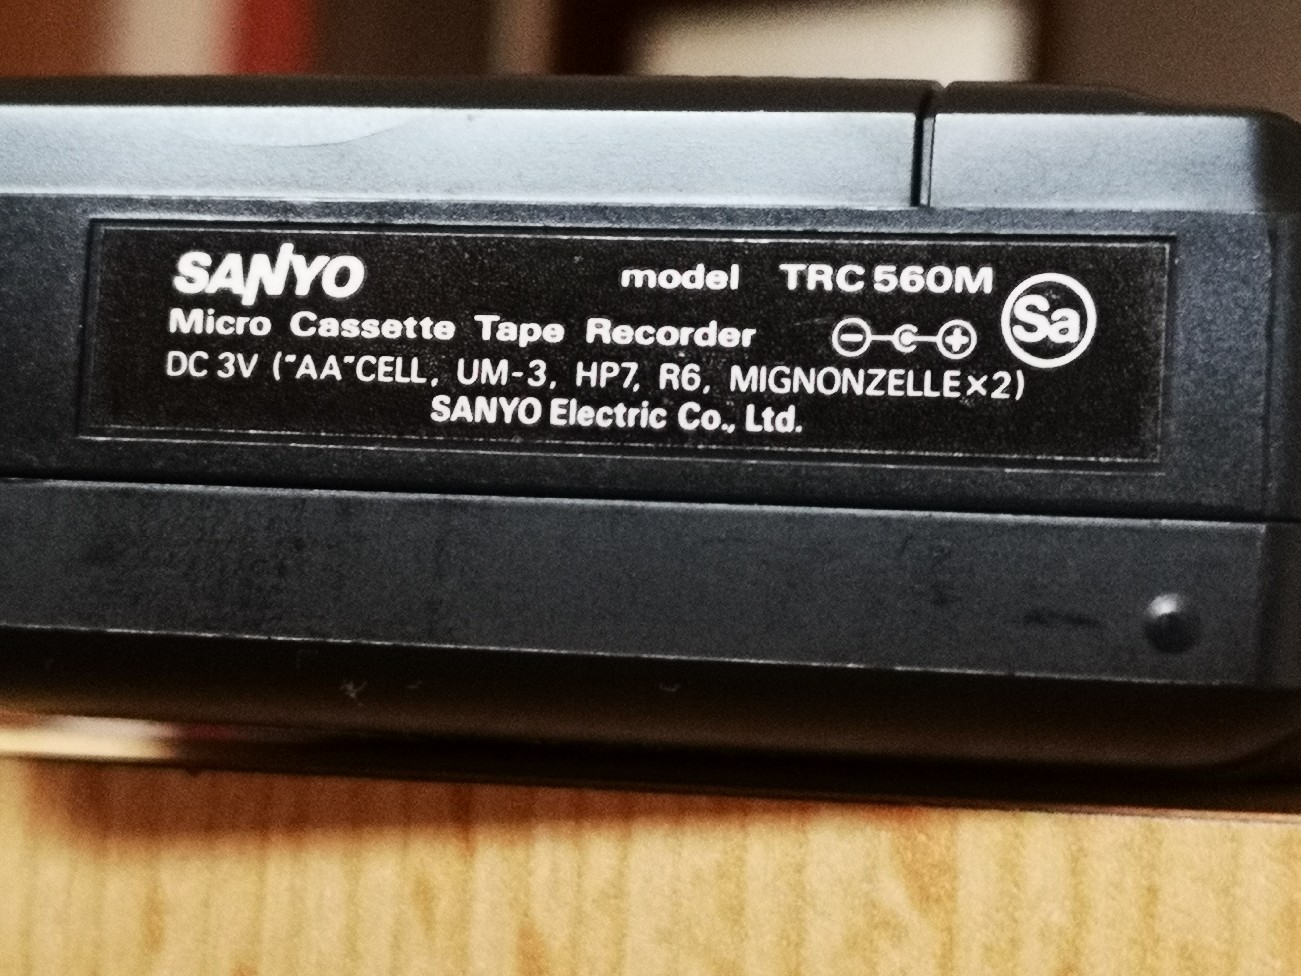 SANYO model TRC 560M
Micro Cassette Tape Recorder − C + Sa
DC 3V ("AA"CELL, UM-3, HP7, R6, MIGNONZELLE×2)
SANYO Electric Co., Ltd.